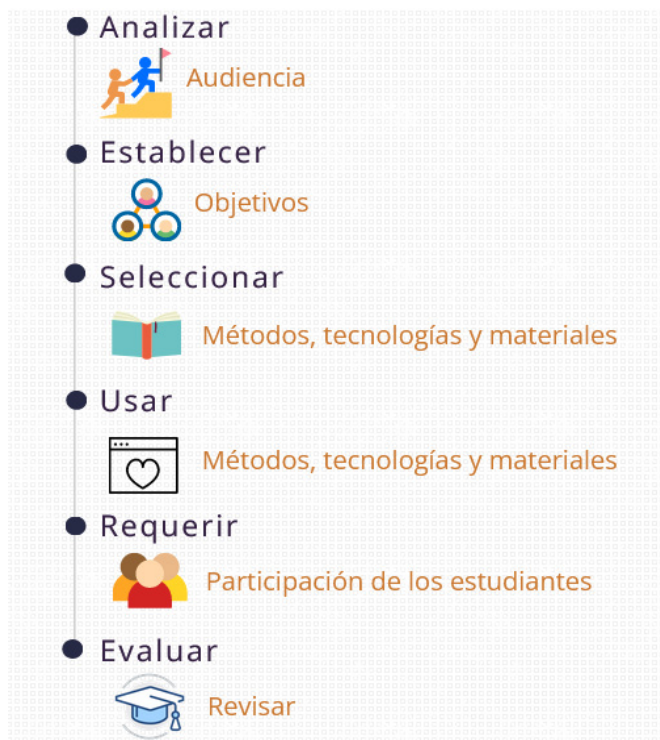 Analizar
Audiencia
Establecer
Objetivos
Seleccionar
Métodos, tecnologías y materiales
Usar
Métodos, tecnologías y materiales
Requerir
Participación de los estudiantes
Evaluar
Revisar